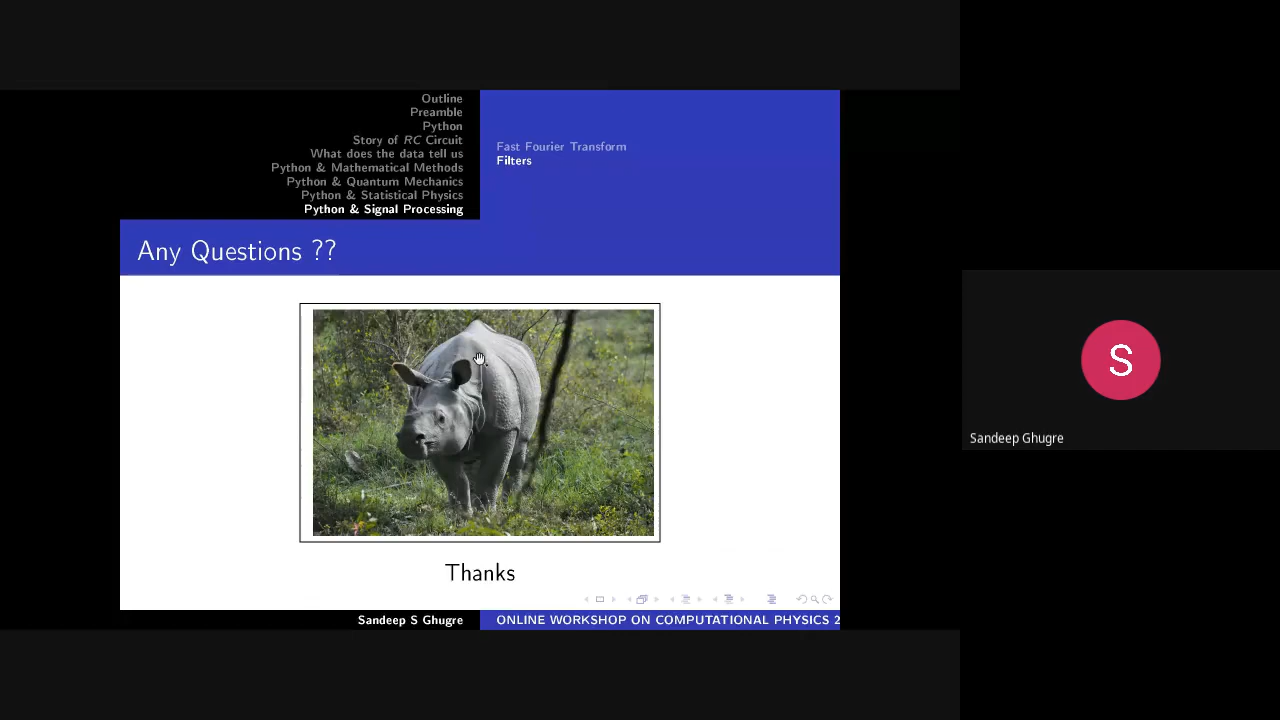 Outline
Preamble
Python
Story of RC Circuit
What does the data tell us
Python & Mathematical Methods
Python & Quantum Mechanics
Python & Statistical Physics
Python & Signal Processing
Fast Fourier Transform
Filters
Any Questions ??
Thanks
Sandeep S Ghugre
ONLINE WORKSHOP ON COMPUTATIONAL PHYSICS 2
S
Sandeep Ghugre